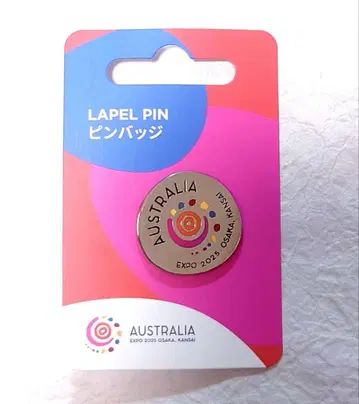 LAPEL PIN
ピンバッジ
AUSTRALIA
EXPO 2025 OSAKA, KANSAI
AUSTRALIA
EXPO 2025 OSAKA, KANSAI